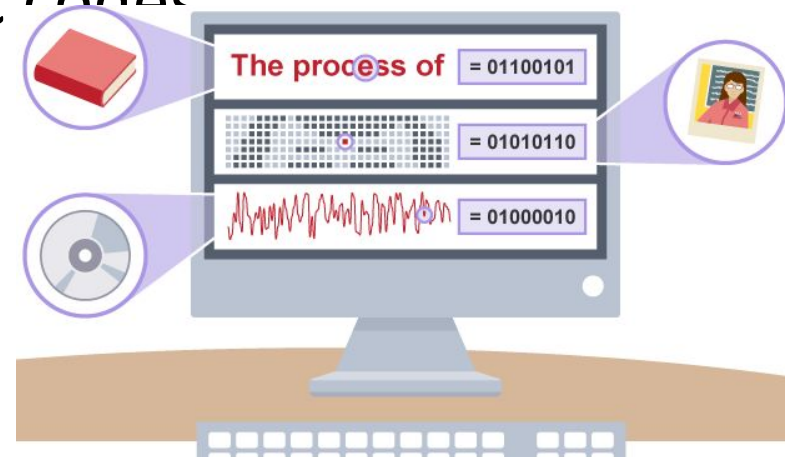 The process of = 01100101
= 01010110
= 01000010